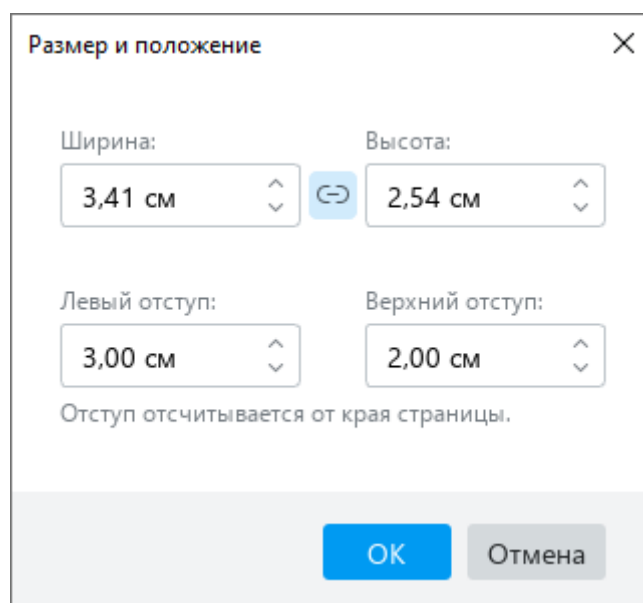 Размер и положение
Ширина: Высота:
3,41 см 2,54 см
Левый отступ: Верхний отступ:
3,00 см 2,00 см
Отступ отсчитывается от края страницы.
OK Отмена